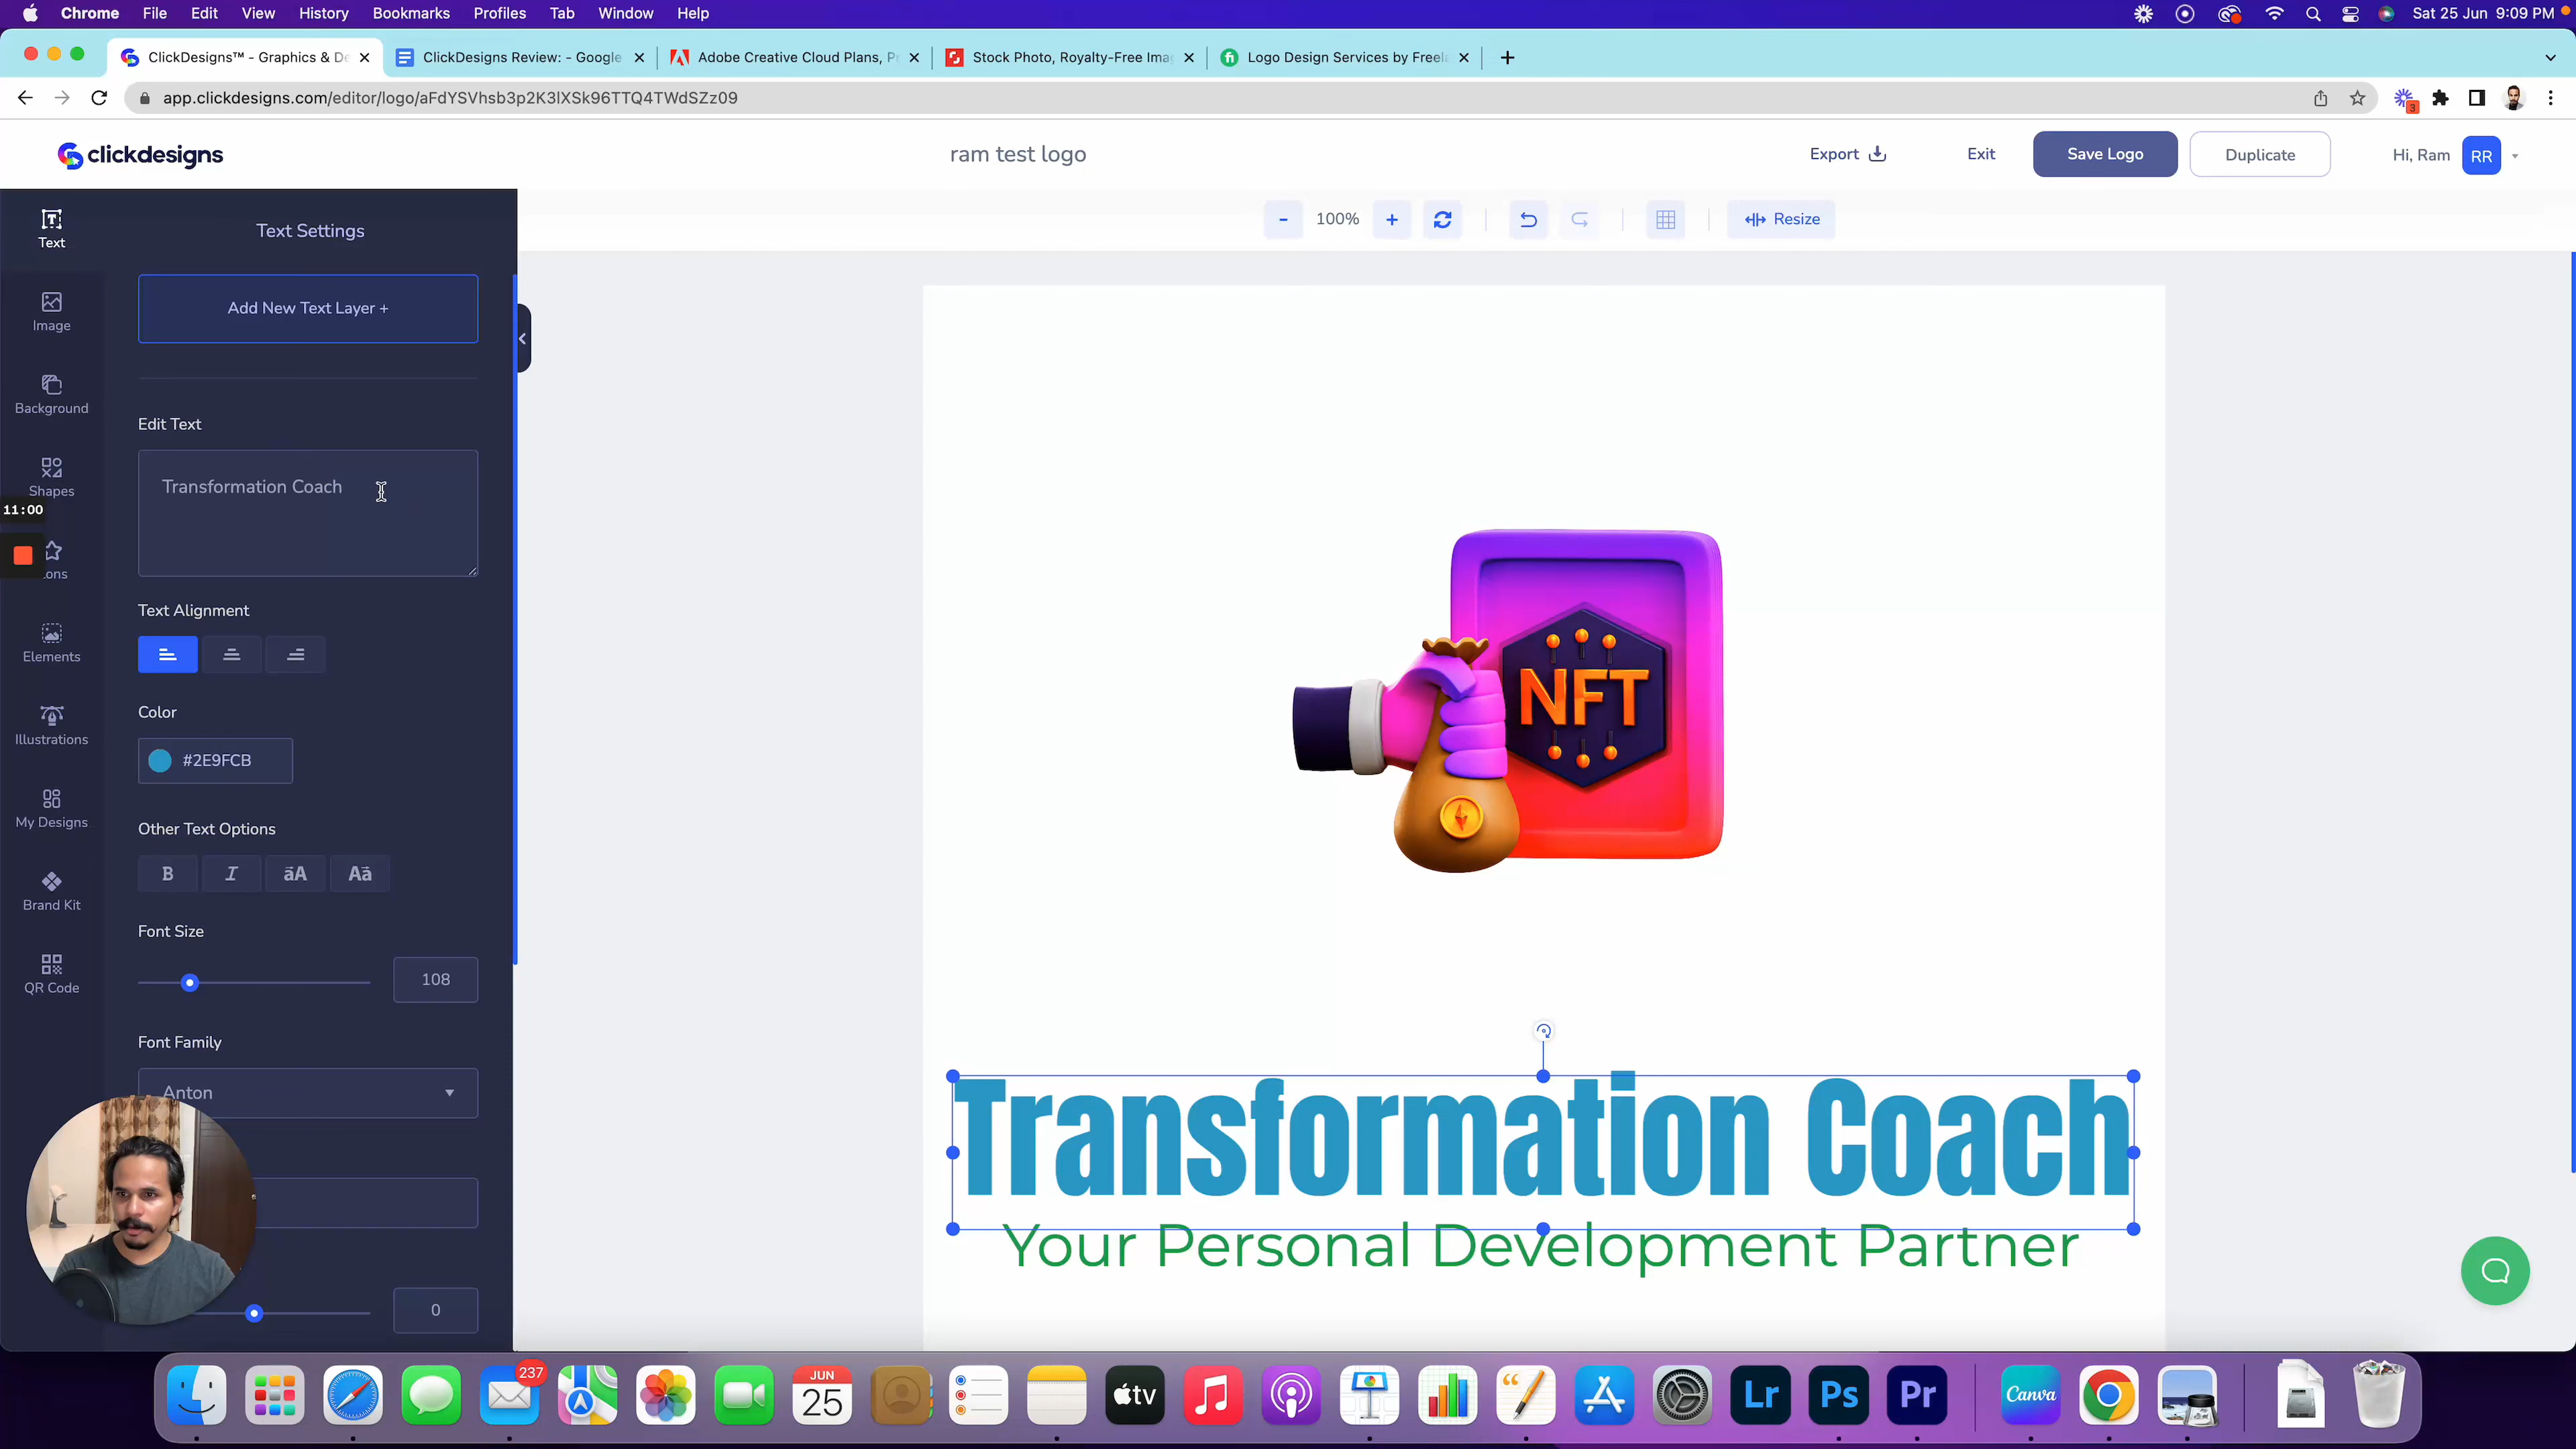 Chrome File Edit View History Bookmarks Profiles Tab Window Help Sat 25 Jun 9:09 PM
ClickDesigns™ - Graphics & De ClickDesigns Review: - Google Adobe Creative Cloud Plans, Pr Stock Photo, Royalty-Free Ima Logo Design Services by Freela
app.clickdesigns.com/editor/logo/aFdYSVhsb3p2K3lXSk96TTQ4TWdSZz09 3
clickdesigns ram test logo Export Exit Save Logo Duplicate Hi, Ram RR
- 100% + Resize
Text
Image
Background
Shapes
11:00
ons
Elements
Illustrations
My Designs
Brand Kit
QR Code
Text Settings
Add New Text Layer +
Edit Text
Transformation Coach
Text Alignment
Color
#2E9FCB
Other Text Options
B I aA Aa
Font Size
108
Font Family
Anton
0
NFT
Transformation Coach
Your Personal Development Partner
237 JUN 25 tv Lr Ps Pr Canva